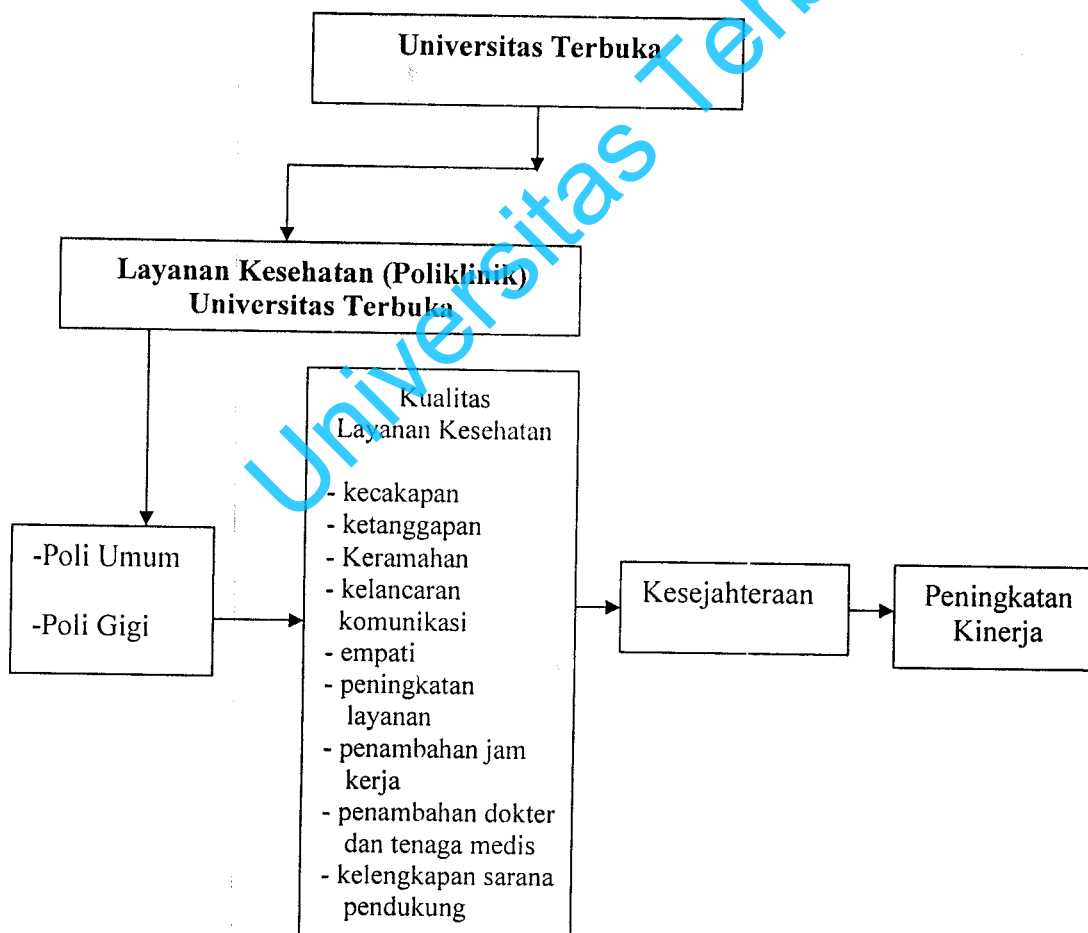 Universitas Terbuka
Layanan Kesehatan (Poliklinik)
Universitas Terbuka
Kualitas
Layanan Kesehatan
- kecakapan
- ketanggapan
- Keramahan
- kelancaran
komunikasi
- empati
- peningkatan
layanan
- penambahan jam
kerja
- penambahan dokter
dan tenaga medis
- kelengkapan sarana
pendukung
-Poli Umum
-Poli Gigi
Kesejahteraan
Peningkatan
Kinerja
Universitas Terb